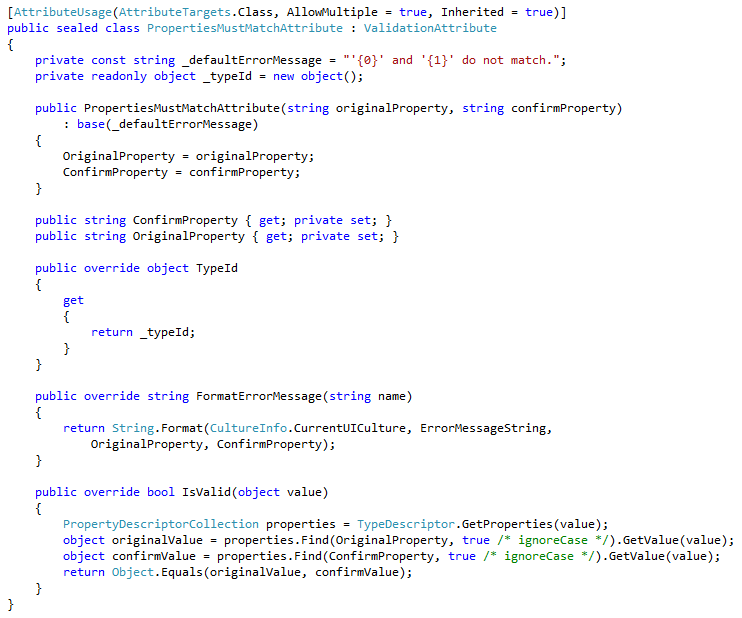 [AttributeUsage(AttributeTargets.Class, AllowMultiple = true, Inherited = true)]
public sealed class PropertiesMustMatchAttribute : ValidationAttribute
{
    private const string _defaultErrorMessage = "'{0}' and '{1}' do not match.";
    private readonly object _typeId = new object();

    public PropertiesMustMatchAttribute(string originalProperty, string confirmProperty)
        : base(_defaultErrorMessage)
    {
        OriginalProperty = originalProperty;
        ConfirmProperty = confirmProperty;
    }

    public string ConfirmProperty { get; private set; }
    public string OriginalProperty { get; private set; }

    public override object TypeId
    {
        get
        {
            return _typeId;
        }
    }

    public override string FormatErrorMessage(string name)
    {
        return String.Format(CultureInfo.CurrentUICulture, ErrorMessageString,
            OriginalProperty, ConfirmProperty);
    }

    public override bool IsValid(object value)
    {
        PropertyDescriptorCollection properties = TypeDescriptor.GetProperties(value);
        object originalValue = properties.Find(OriginalProperty, true /* ignoreCase */).GetValue(value);
        object confirmValue = properties.Find(ConfirmProperty, true /* ignoreCase */).GetValue(value);
        return Object.Equals(originalValue, confirmValue);
    }
}